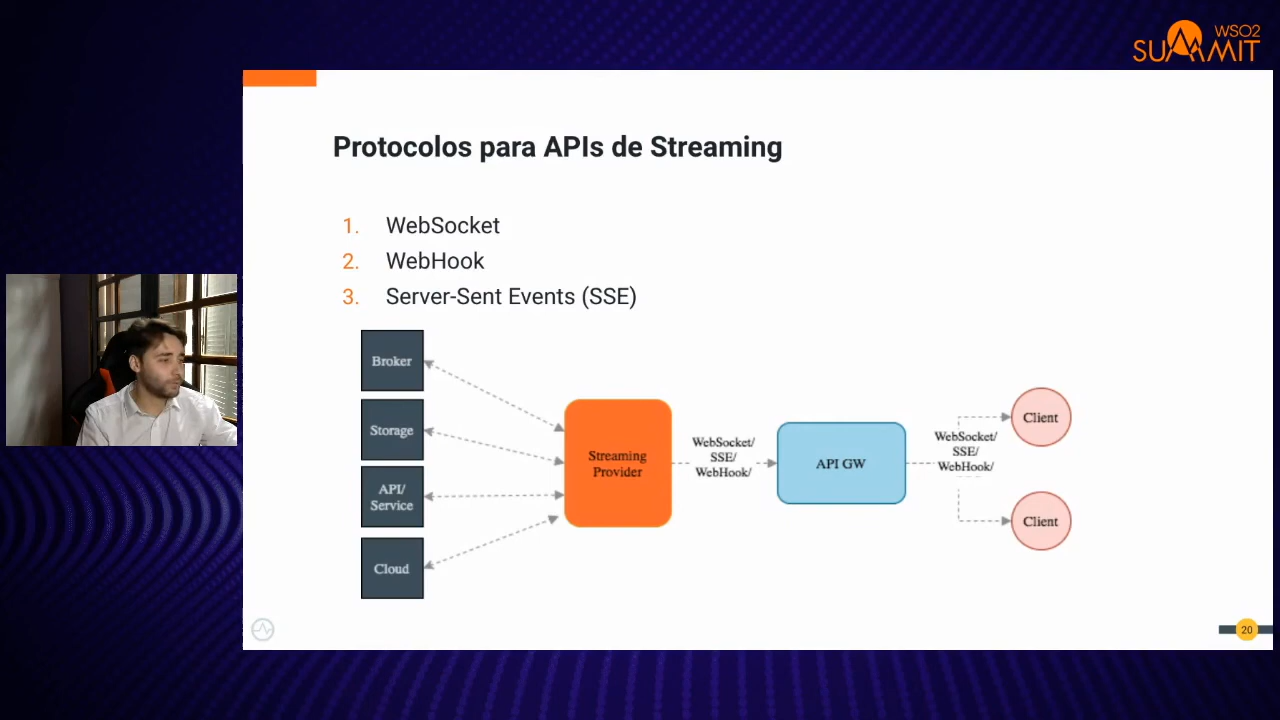 WSO2
SUMMIT
Protocolos para APIs de Streaming
1. WebSocket
2. WebHook
3. Server-Sent Events (SSE)
Broker
Storage
API/
Service
Cloud
Streaming
Provider
WebSocket/
SSE/
WebHook/
API GW
WebSocket/
SSE/
WebHook/
Client
Client
20